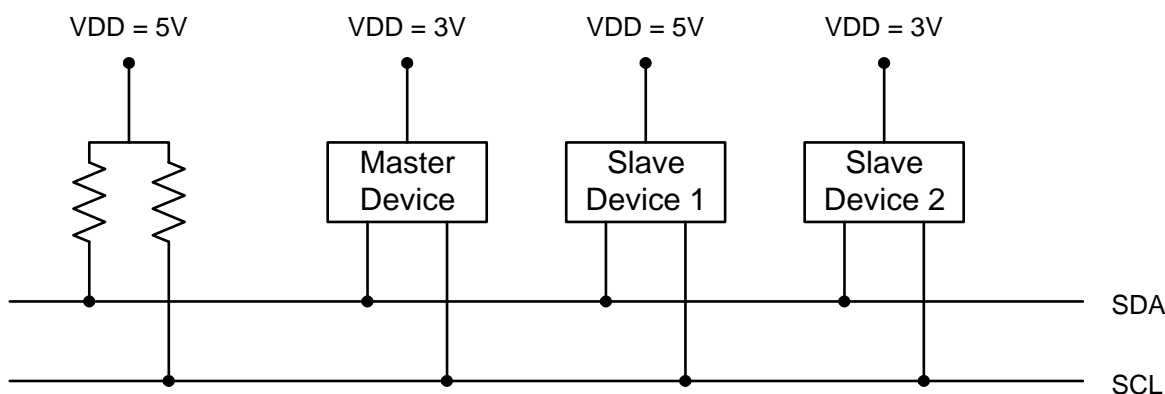 VDD = 5V
VDD = 3V
VDD = 5V
VDD = 3V
Master
Device
Slave
Device 1
Slave
Device 2
SDA
SCL